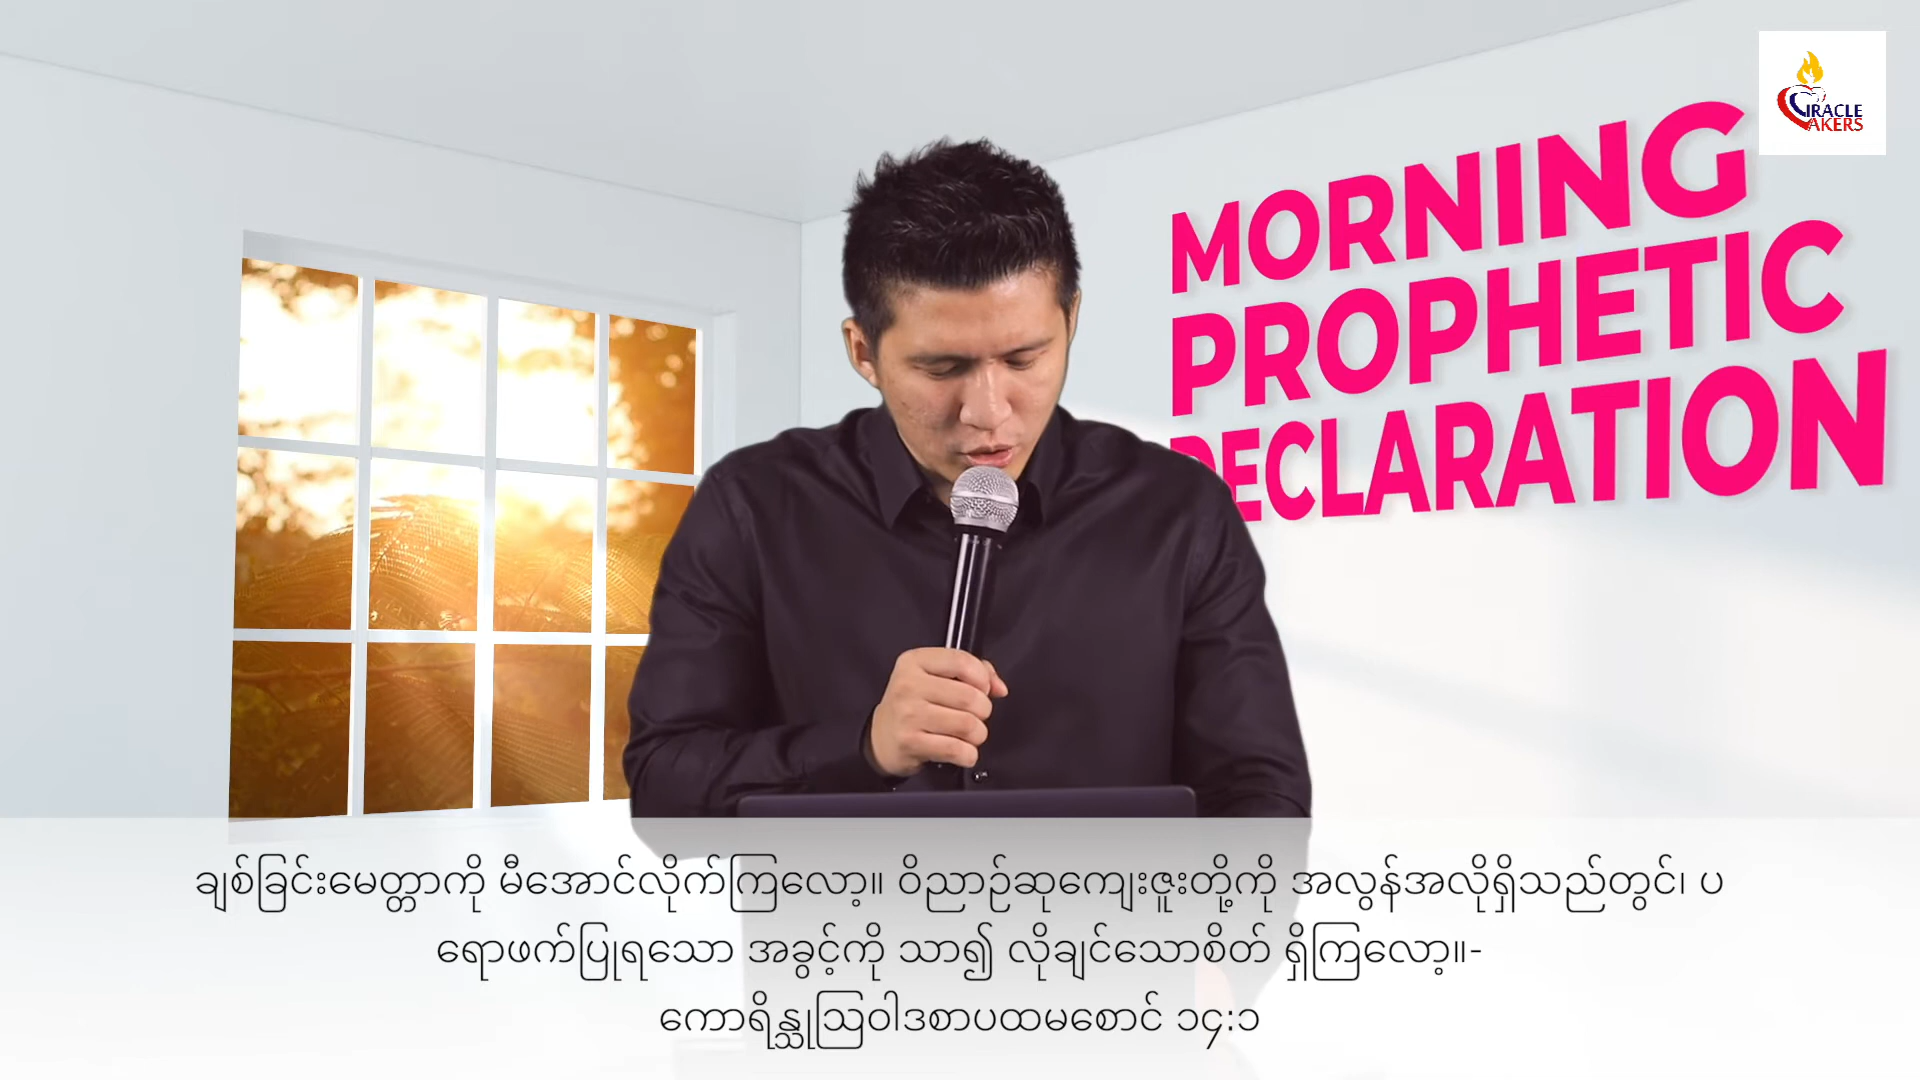 IRACLE
AKERS
MORNING
PROPHETIC
DECLARATION
ချစ်ခြင်းမေတ္တာကို မီအောင်လိုက်ကြလော့။ ဝိညာဉ်ဆုကျေးဇူးတို့ကို အလွန်အလိုရှိသည်တွင်၊ ပ
ရောဖက်ပြုရသော အခွင့်ကို သာ၍ လိုချင်သောစိတ် ရှိကြလော့။-
ကောရိန္သုဩဝါဒစာပထမစောင် ၁၄:၁